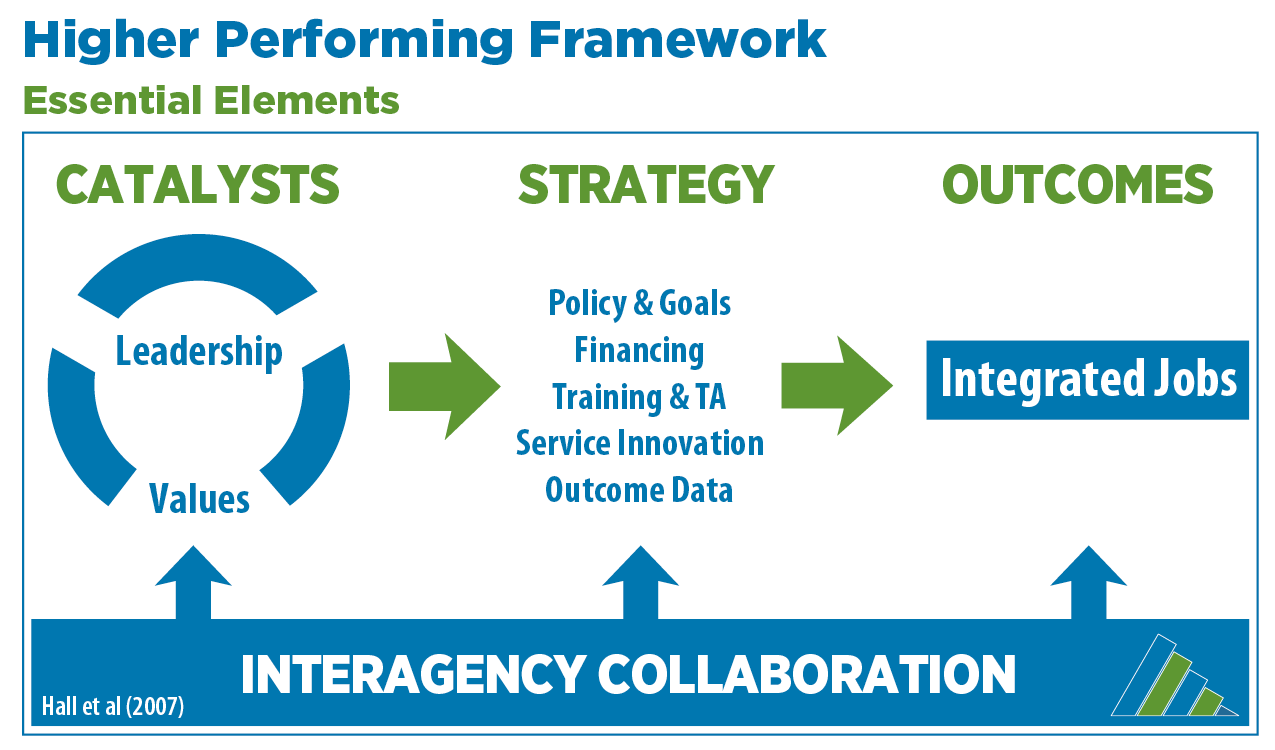 Higher Performing Framework
Essential Elements
CATALYSTS
STRATEGY
OUTCOMES
Leadership
Values
Policy & Goals
Financing
Training & TA
Service Innovation
Outcome Data
Integrated Jobs
INTERAGENCY COLLABORATION
Hall et al (2007)